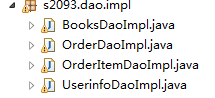 s2093.dao.impl
BooksDaoImpl.java
OrderDaoImpl.java
OrderItemDaoImpl.java
UserinfoDaoImpl.java